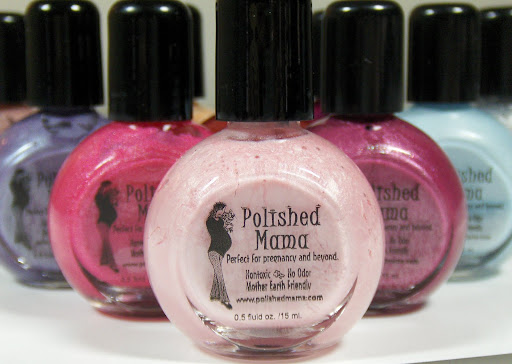 Polished
Mama
Perfect for pregnancy and beyond.
Nontoxic No Odor
Mother Earth Friendly
www.polishedmama.com
0.5 fluid oz. / 15 ml.